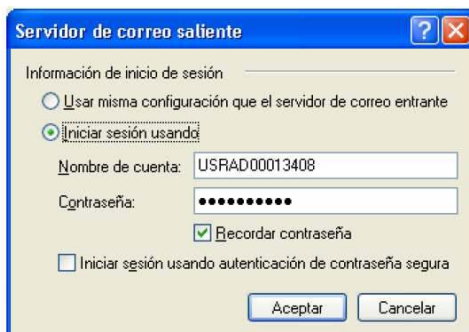 Servidor de correo saliente
Información de inicio de sesión
Usar misma configuración que el servidor de correo entrante
Iniciar sesión usando
Nombre de cuenta: USRAD00013408
Contraseña: ●●●●●●●●●●
Recordar contraseña
Iniciar sesión usando autenticación de contraseña segura
Aceptar Cancelar